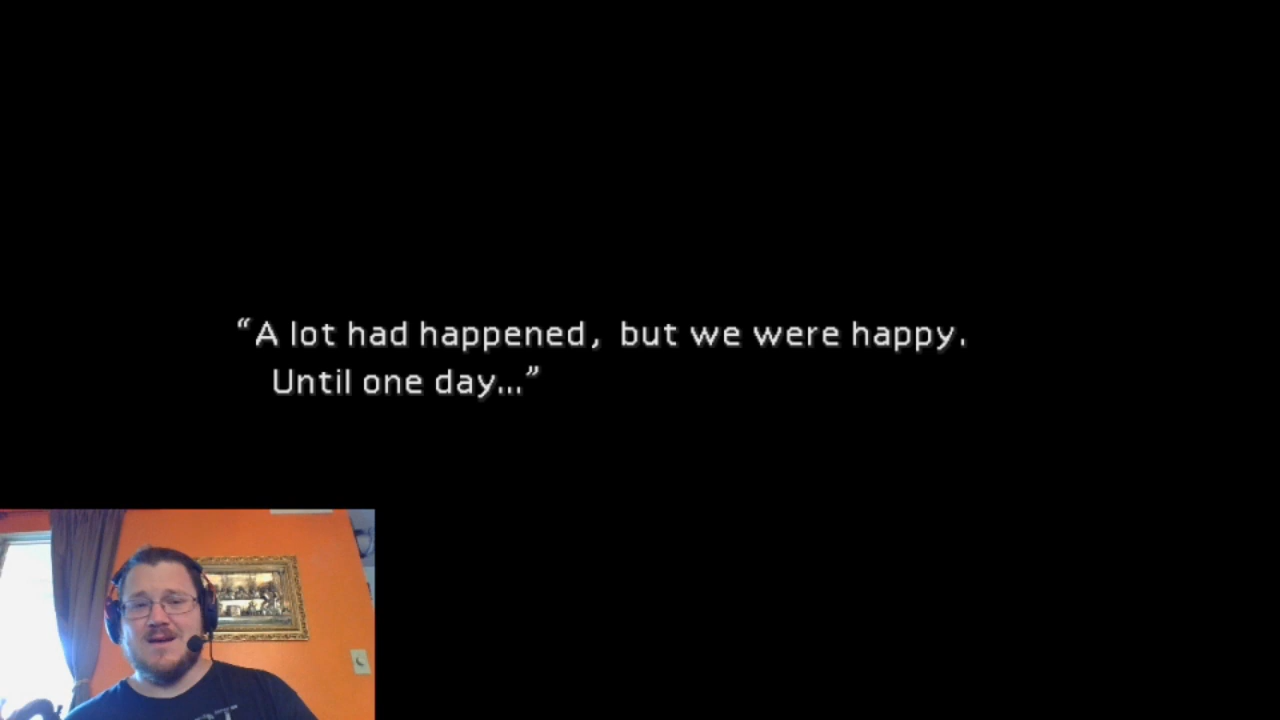 “A lot had happened, but we were happy.
Until one day...”